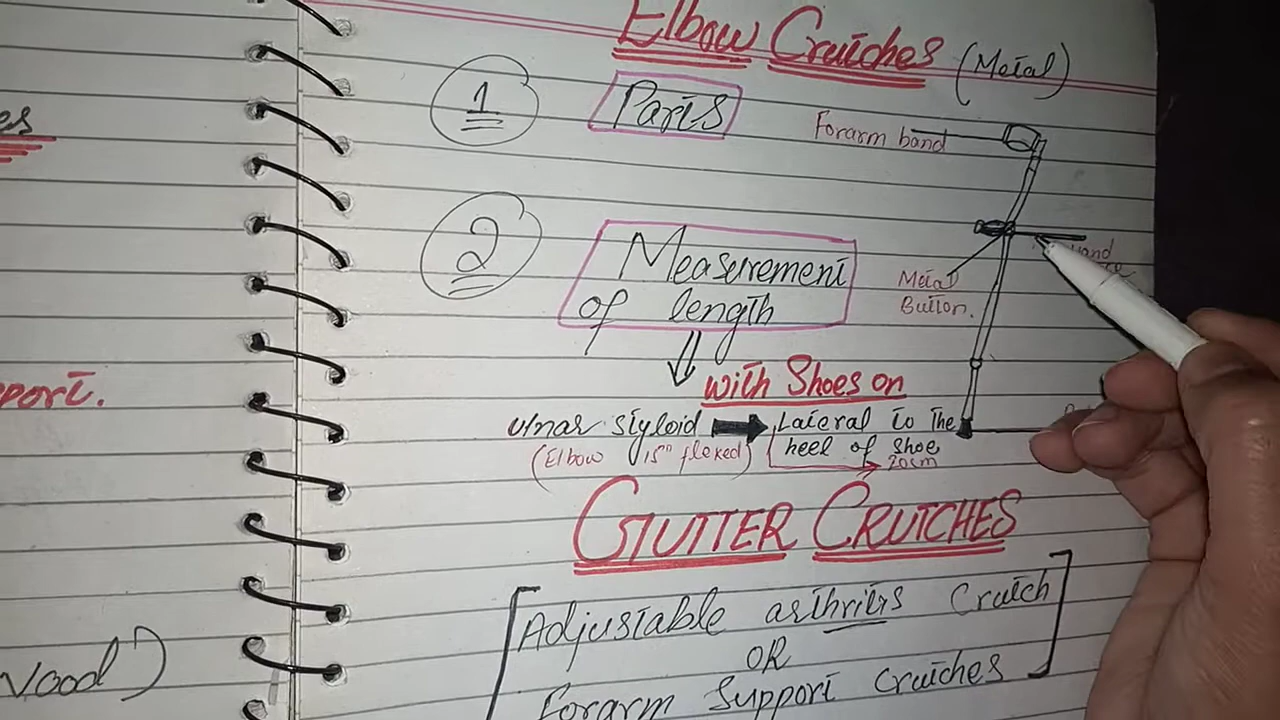 Elbow Crutches (Metal)
1
Parts
Forarm band
2
Measurement
of length
Metal
Button.
Hand
with Shoes on
Ulnar styloid
(Elbow 15° flexed)
Lateral to the
heel of Shoe
20cm
GUTTER CRUTCHES
Adjustable arthritis Crutch
OR
Forarm Support Crutches
port.
Wood)